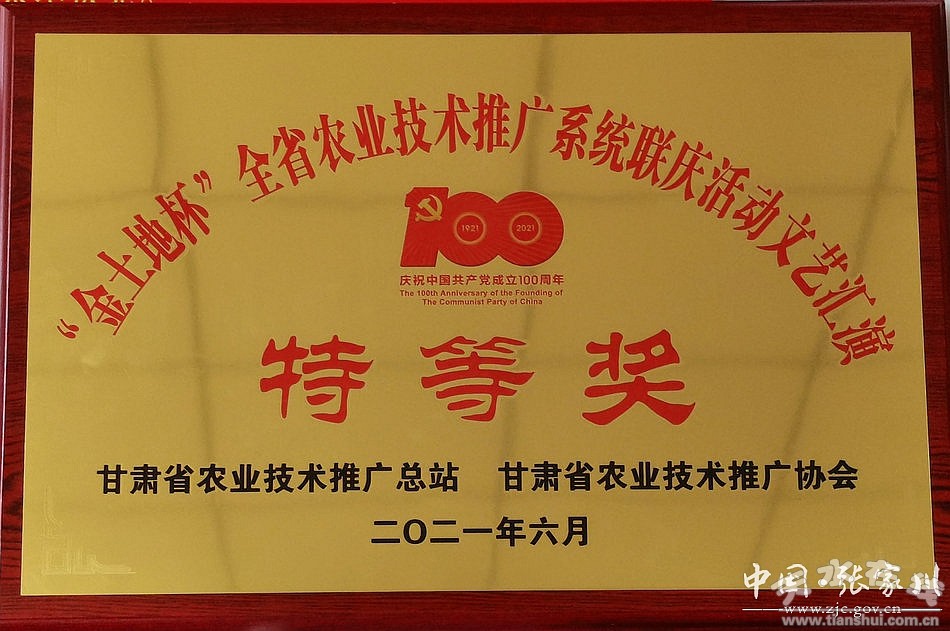 “金土地杯”全省农业技术推广系统联庆活动文艺汇演
100
1921
2021
庆祝中国共产党成立100周年
The 100th Anniversary of the Founding of
The Communist Party of China
特等奖
甘肃省农业技术推广总站 甘肃省农业技术推广协会
二〇二一年六月
中国·张家川
www.zjc.gov.cn
www.tianshui.com.cn